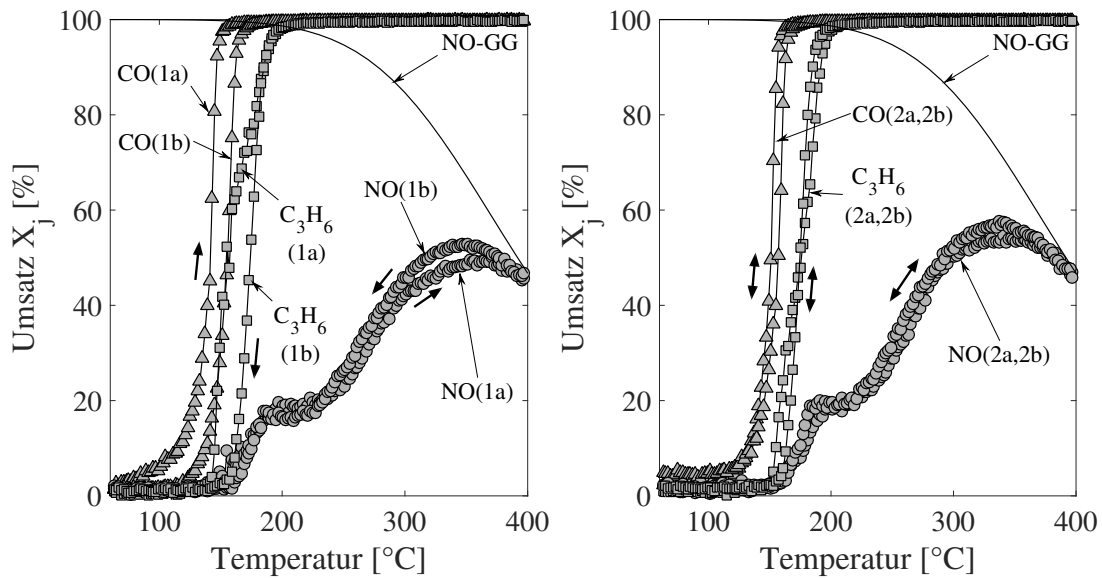 100
80
60
40
20
0
Umsatz X_j [%]
100
200
300
400
Temperatur [°C]
NO-GG
CO(1a)
CO(1b)
C₃H₆
(1a)
C₃H₆
(1b)
NO(1b)
NO(1a)
100
80
60
40
20
0
Umsatz X_j [%]
100
200
300
400
Temperatur [°C]
NO-GG
CO(2a,2b)
C₃H₆
(2a,2b)
NO(2a,2b)